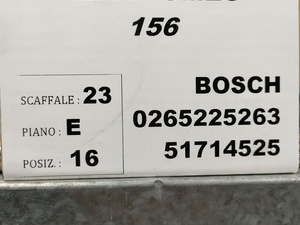 156
SCAFFALE : 23
PIANO : E
POSIZ. : 16
BOSCH
0265225263
51714525